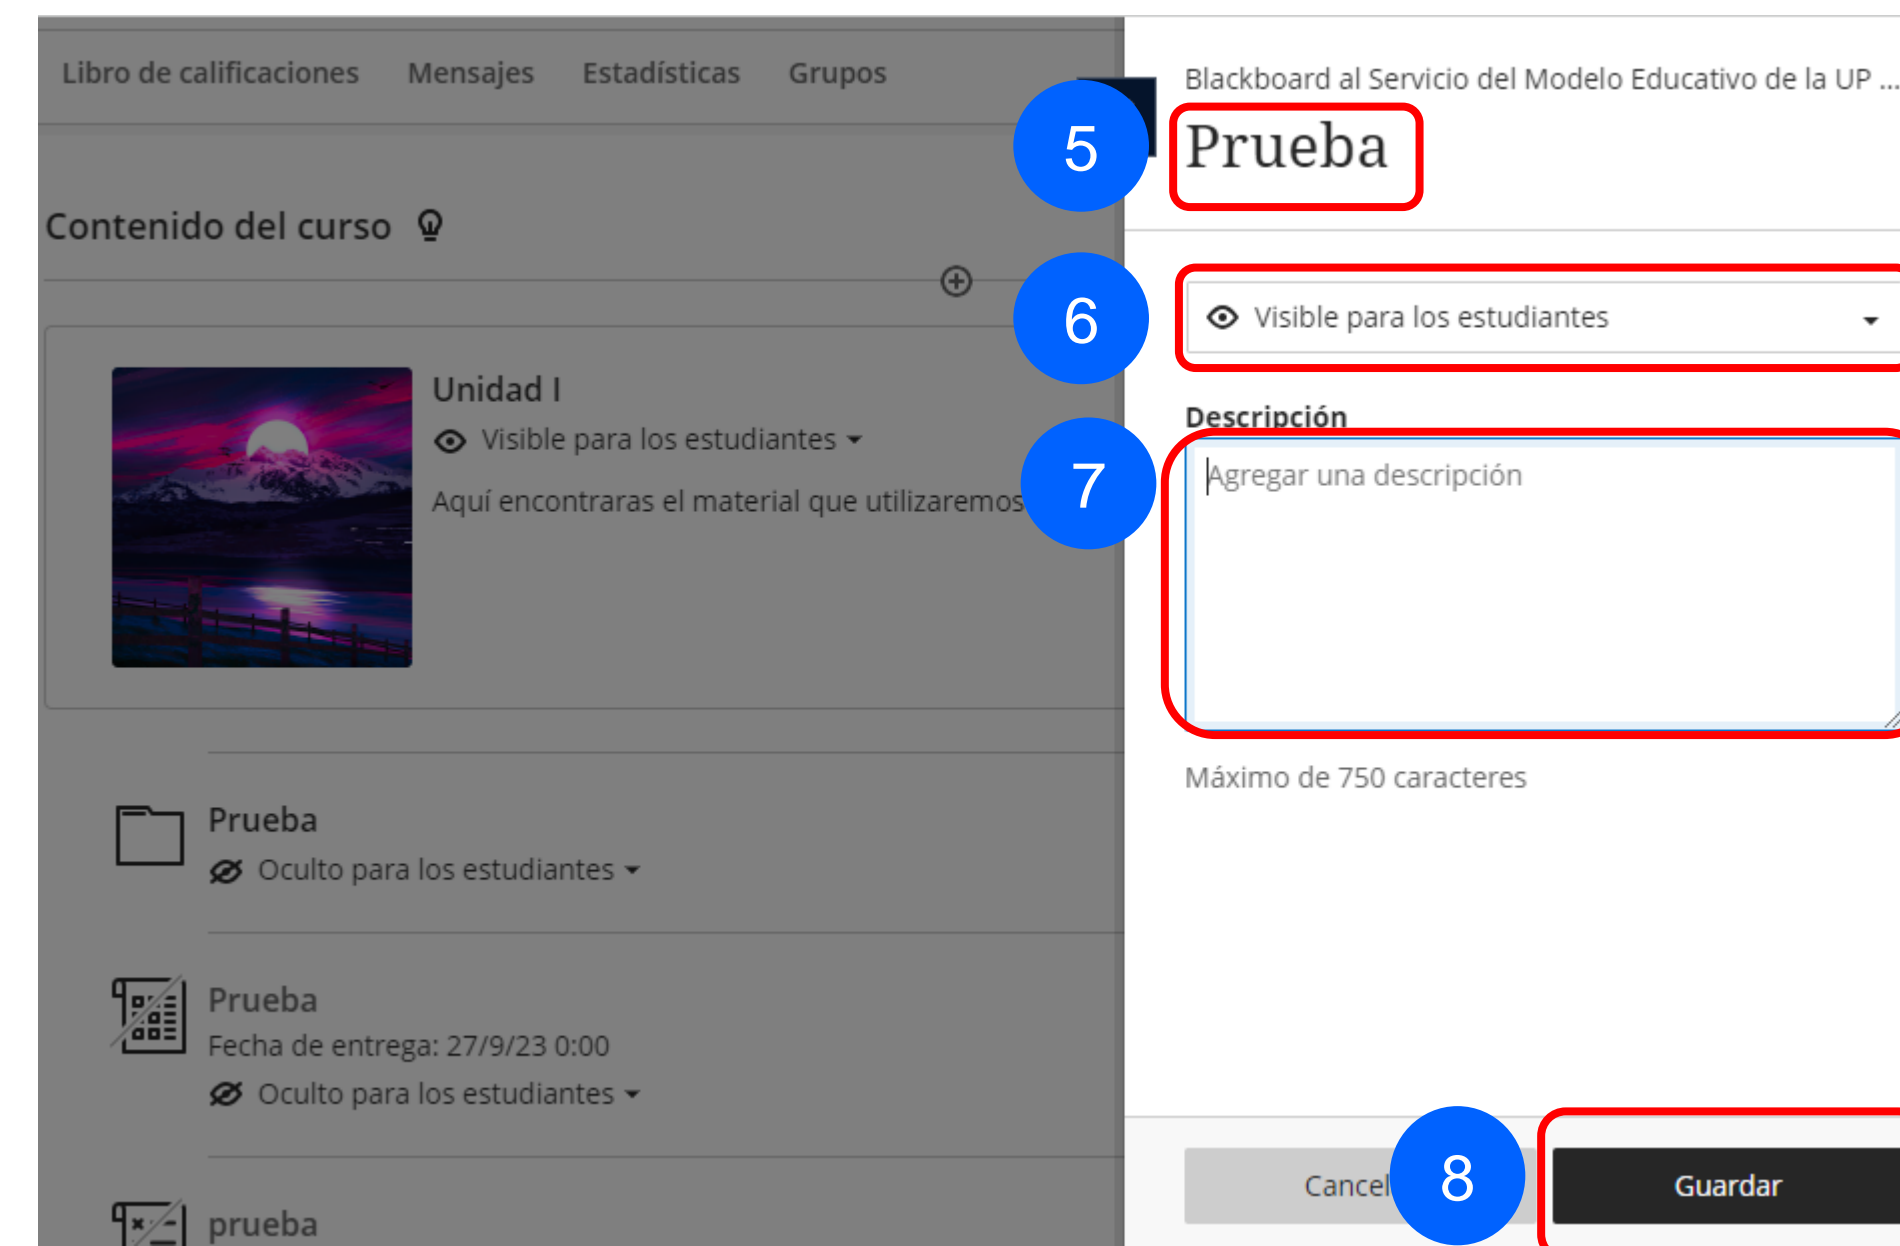 Libro de calificaciones Mensajes Estadísticas Grupos
Contenido del curso
Unidad I
Visible para los estudiantes
Aquí encontraras el material que utilizaremos
Prueba
Oculto para los estudiantes
Prueba
Fecha de entrega: 27/9/23 0:00
Oculto para los estudiantes
prueba
Blackboard al Servicio del Modelo Educativo de la UP ...
5 Prueba
6 Visible para los estudiantes
Descripción
7 Agregar una descripción
Máximo de 750 caracteres
Cancel 8 Guardar